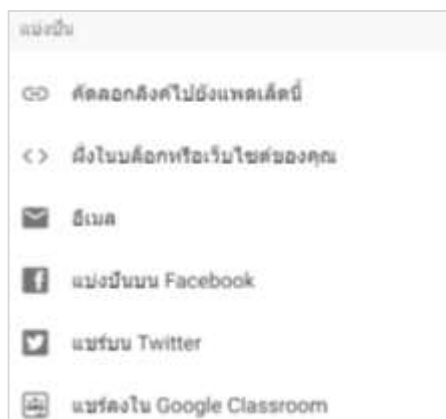 แบ่งปัน
คัดลอกลิงค์ไปยังแพดเล็ตนี้
ฝังในบล็อกหรือเว็บไซต์ของคุณ
อีเมล
แบ่งปันบน Facebook
แชร์บน Twitter
แชร์ลงใน Google Classroom